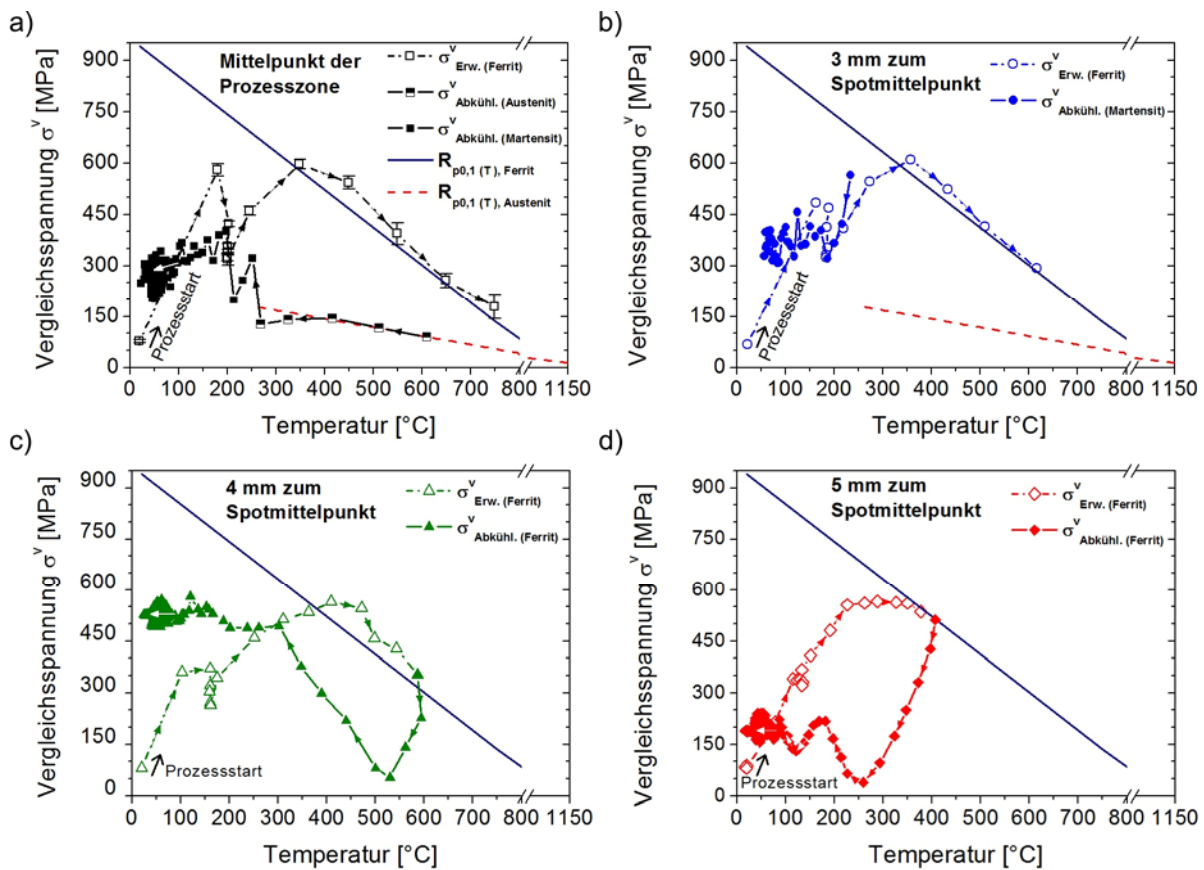 a)
Mittelpunkt der
Prozesszone
σ^v Erw. (Ferrit)
σ^v Abkühl. (Austenit)
σ^v Abkühl. (Martensit)
R p0,1 (T), Ferrit
R p0,1 (T), Austenit
Prozessstart
Vergleichsspannung σ^v [MPa]
900
750
600
450
300
150
0
0 100 200 300 400 500 600 700 800 1150
Temperatur [°C]
b)
3 mm zum
Spotmittelpunkt
σ^v Erw. (Ferrit)
σ^v Abkühl. (Martensit)
Prozessstart
Vergleichsspannung σ^v [MPa]
900
750
600
450
300
150
0
0 100 200 300 400 500 600 700 800 1150
Temperatur [°C]
c)
4 mm zum
Spotmittelpunkt
σ^v Erw. (Ferrit)
σ^v Abkühl. (Ferrit)
Prozessstart
Vergleichsspannung σ^v [MPa]
900
750
600
450
300
150
0
0 100 200 300 400 500 600 700 800 1150
Temperatur [°C]
d)
5 mm zum
Spotmittelpunkt
σ^v Erw. (Ferrit)
σ^v Abkühl. (Ferrit)
Prozessstart
Vergleichsspannung σ^v [MPa]
900
750
600
450
300
150
0
0 100 200 300 400 500 600 700 800 1150
Temperatur [°C]